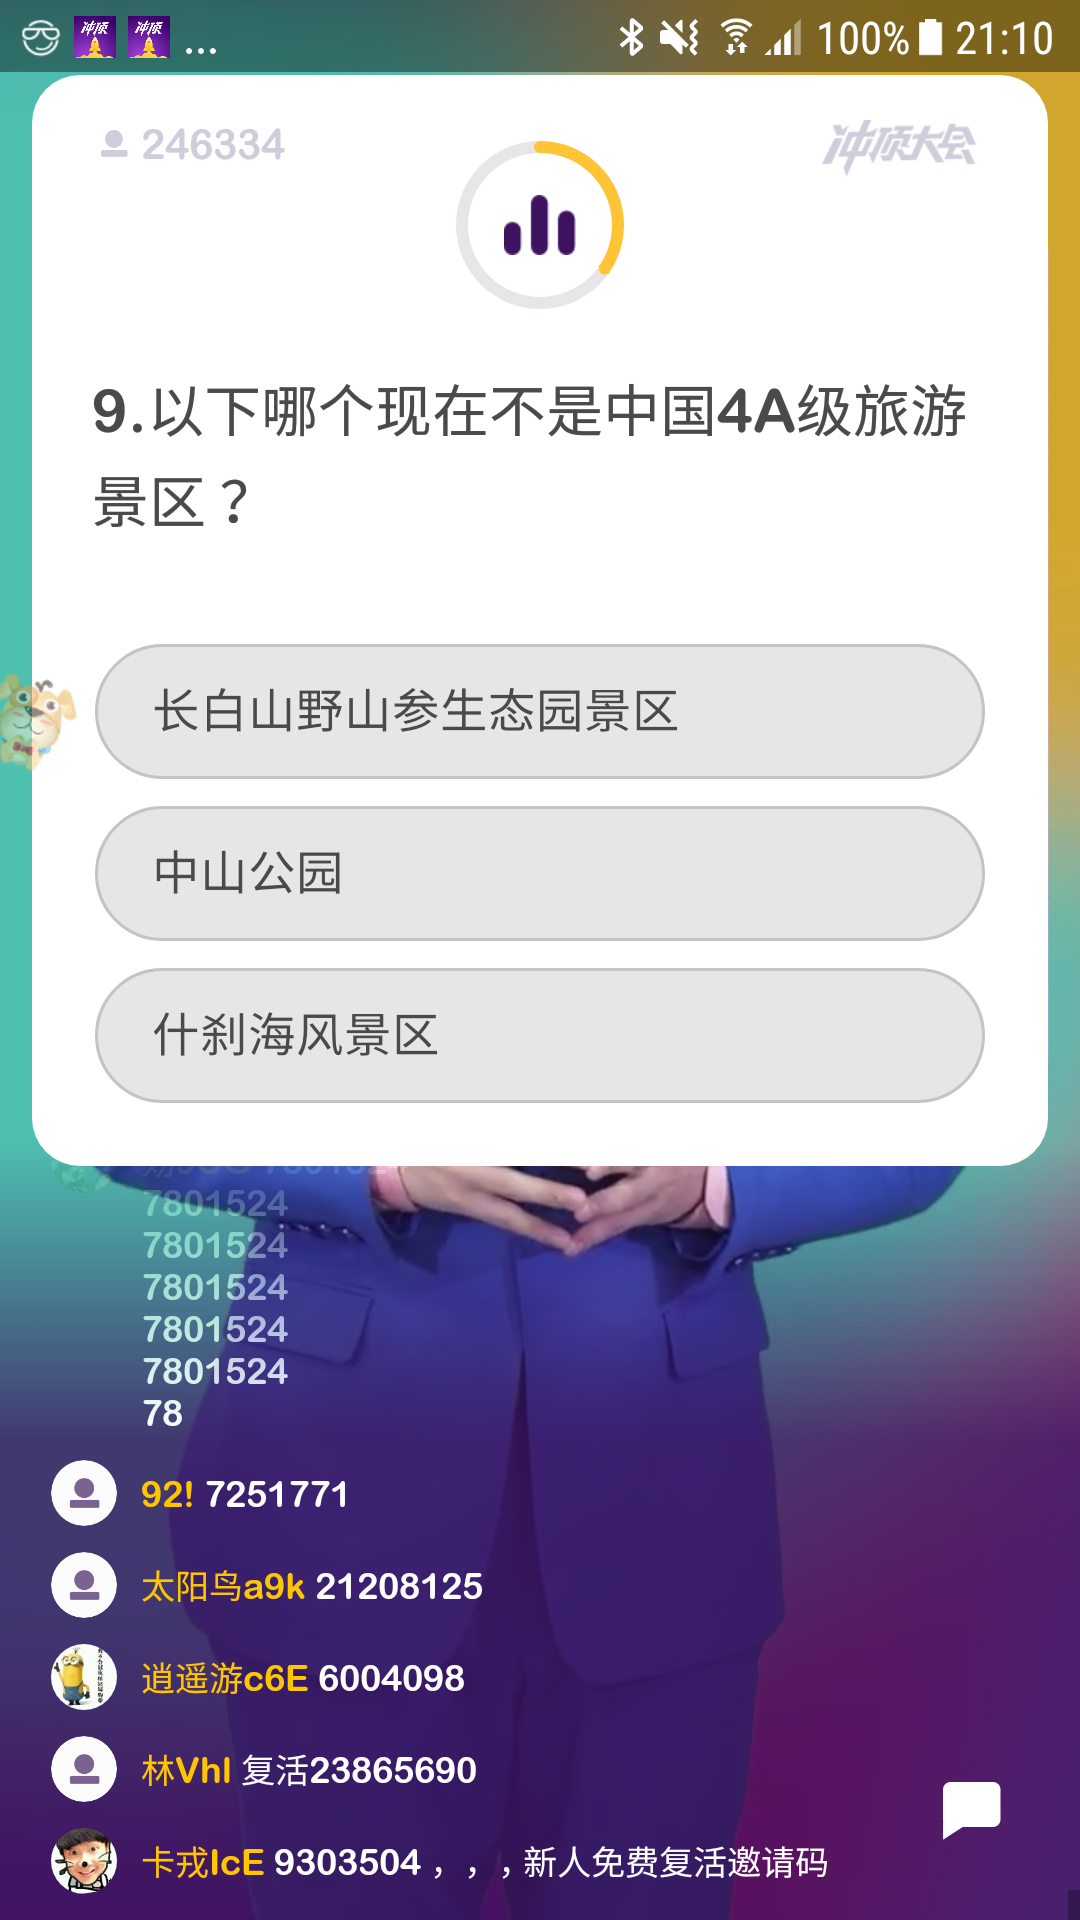 冲顶 冲顶 ... 100% 21:10
246334
冲顶大会
9.以下哪个现在不是中国4A级旅游
景区？
长白山野山参生态园景区
中山公园
什刹海风景区
7801524
7801524
7801524
7801524
7801524
78
92! 7251771
太阳鸟a9k 21208125
逍遥游c6E 6004098
林Vhl 复活23865690
卡戎IcE 9303504，，，新人免费复活邀请码